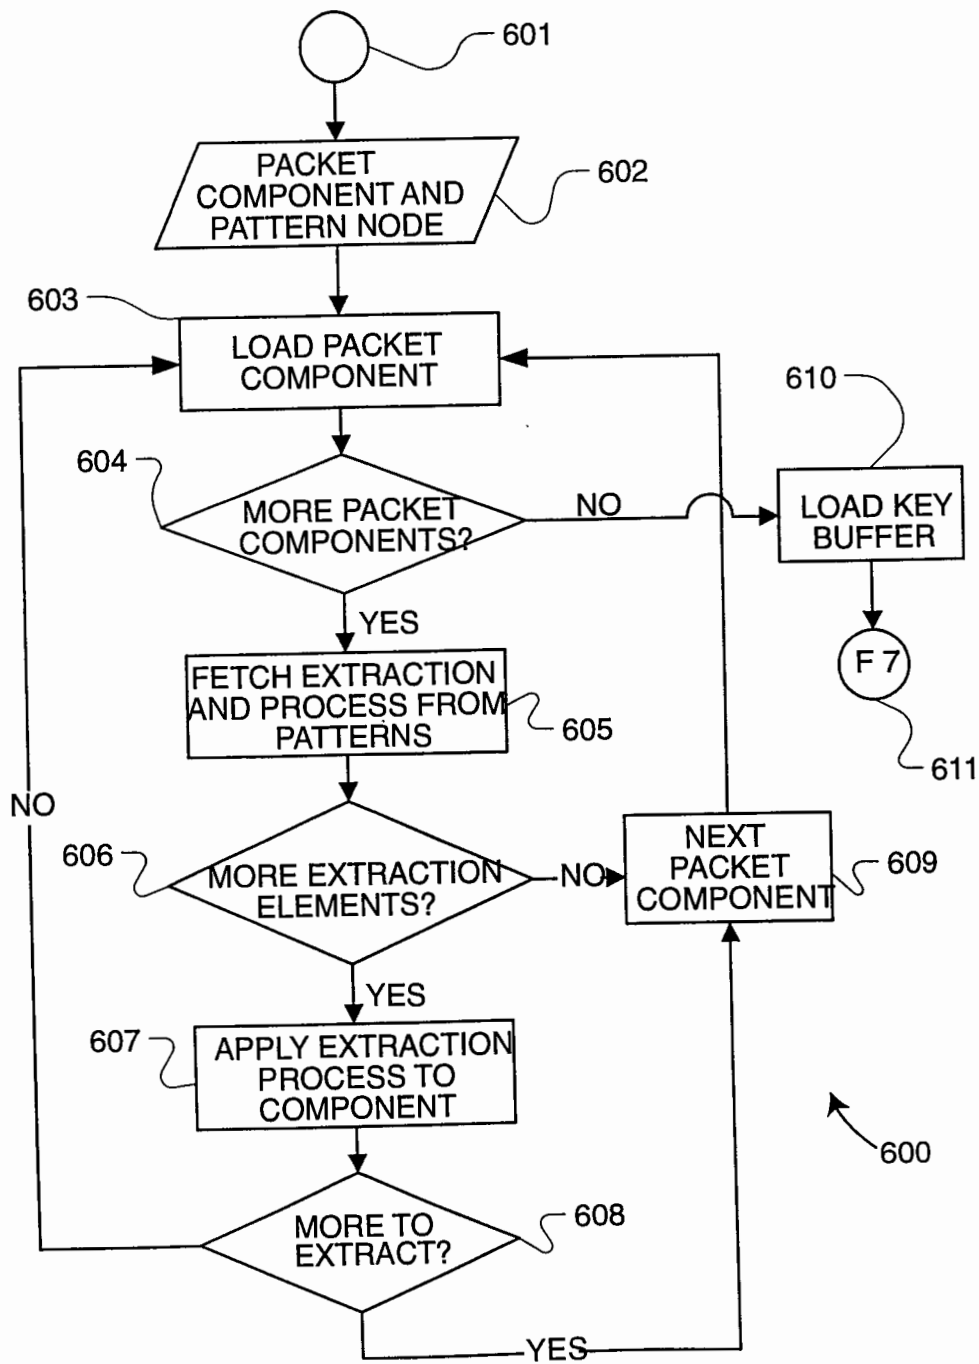 601
PACKET
COMPONENT AND
PATTERN NODE
602
603
LOAD PACKET
COMPONENT
610
604
MORE PACKET
COMPONENTS?
NO
LOAD KEY
BUFFER
YES
F 7
FETCH EXTRACTION
AND PROCESS FROM
PATTERNS
605
611
NO
606
MORE EXTRACTION
ELEMENTS?
NO
NEXT
PACKET
COMPONENT
609
YES
607
APPLY EXTRACTION
PROCESS TO
COMPONENT
600
MORE TO
EXTRACT?
608
YES